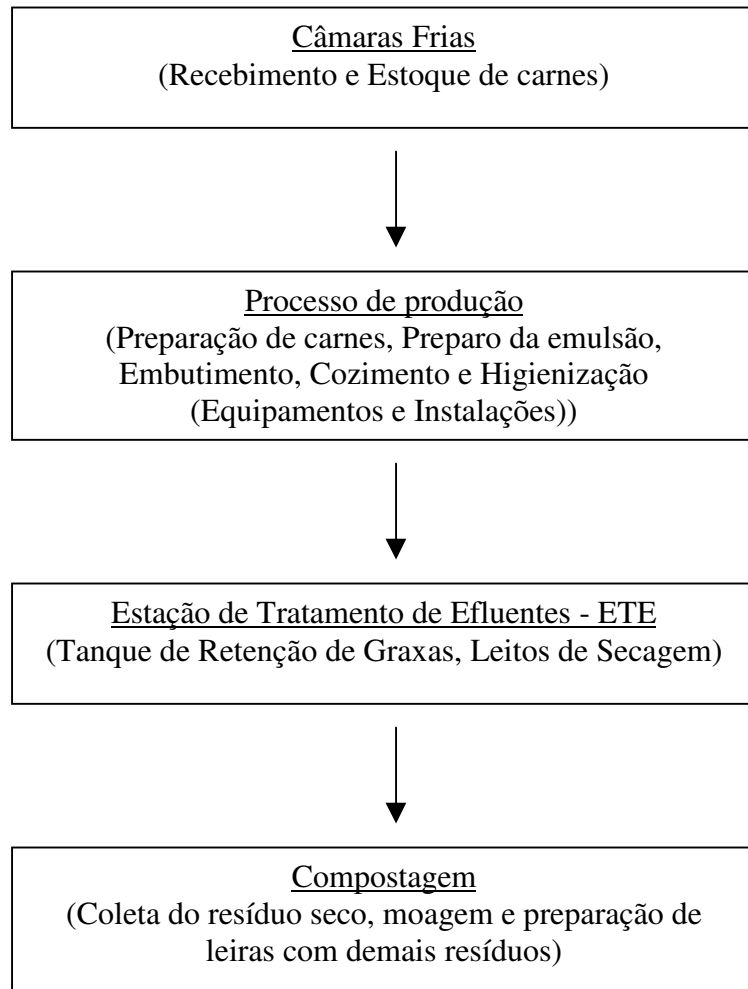 Câmaras Frias
(Recebimento e Estoque de carnes)
Processo de produção
(Preparação de carnes, Preparo da emulsão,
Embutimento, Cozimento e Higienização
(Equipamentos e Instalações))
Estação de Tratamento de Efluentes - ETE
(Tanque de Retenção de Graxas, Leitos de Secagem)
Compostagem
(Coleta do resíduo seco, moagem e preparação de
leiras com demais resíduos)